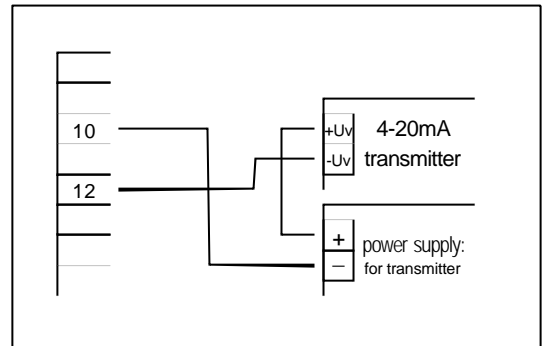 10
12
+Uv
-Uv
4-20mA
transmitter
+
−
power supply:
for transmitter